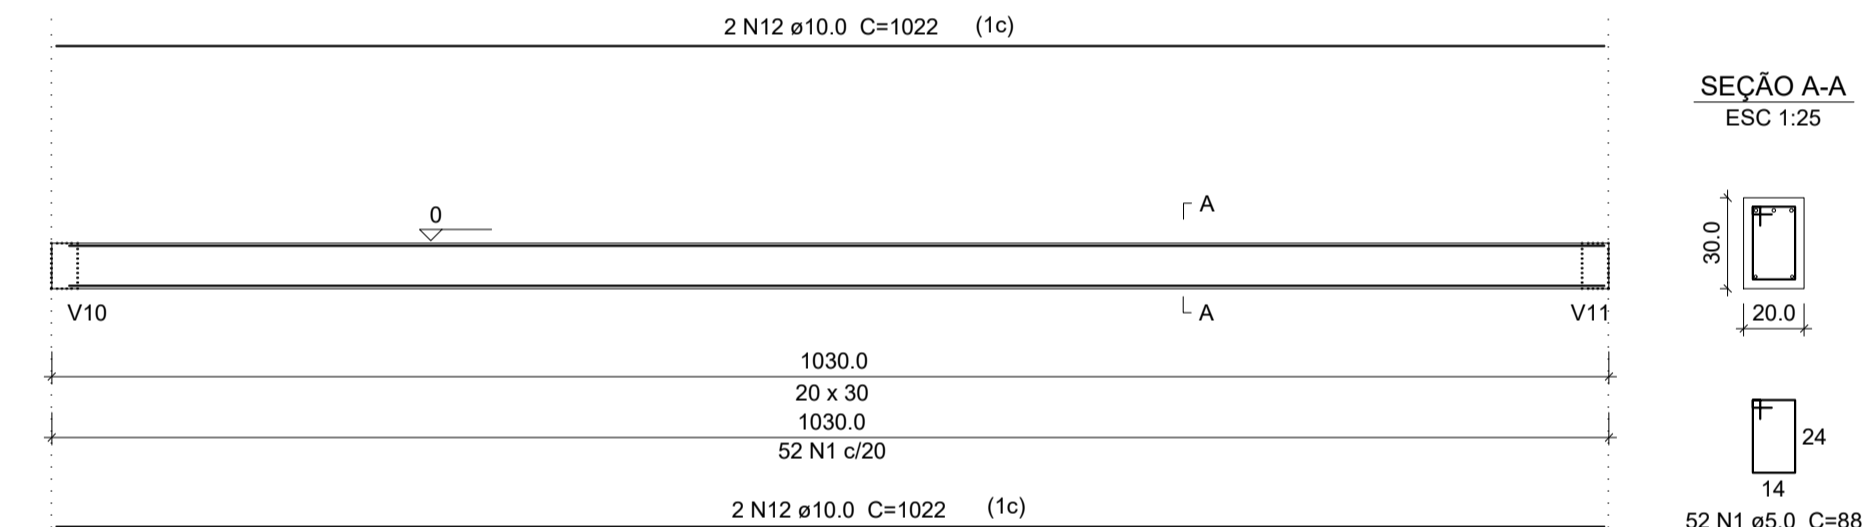 2 N12 ø10.0 C=1022 (1c)
SEÇÃO A-A
ESC 1:25
0
A
30.0
V10
A
V11
20.0
1030.0
20 x 30
1030.0
52 N1 c/20
24
14
2 N12 ø10.0 C=1022 (1c)
52 N1 ø5.0 C=88